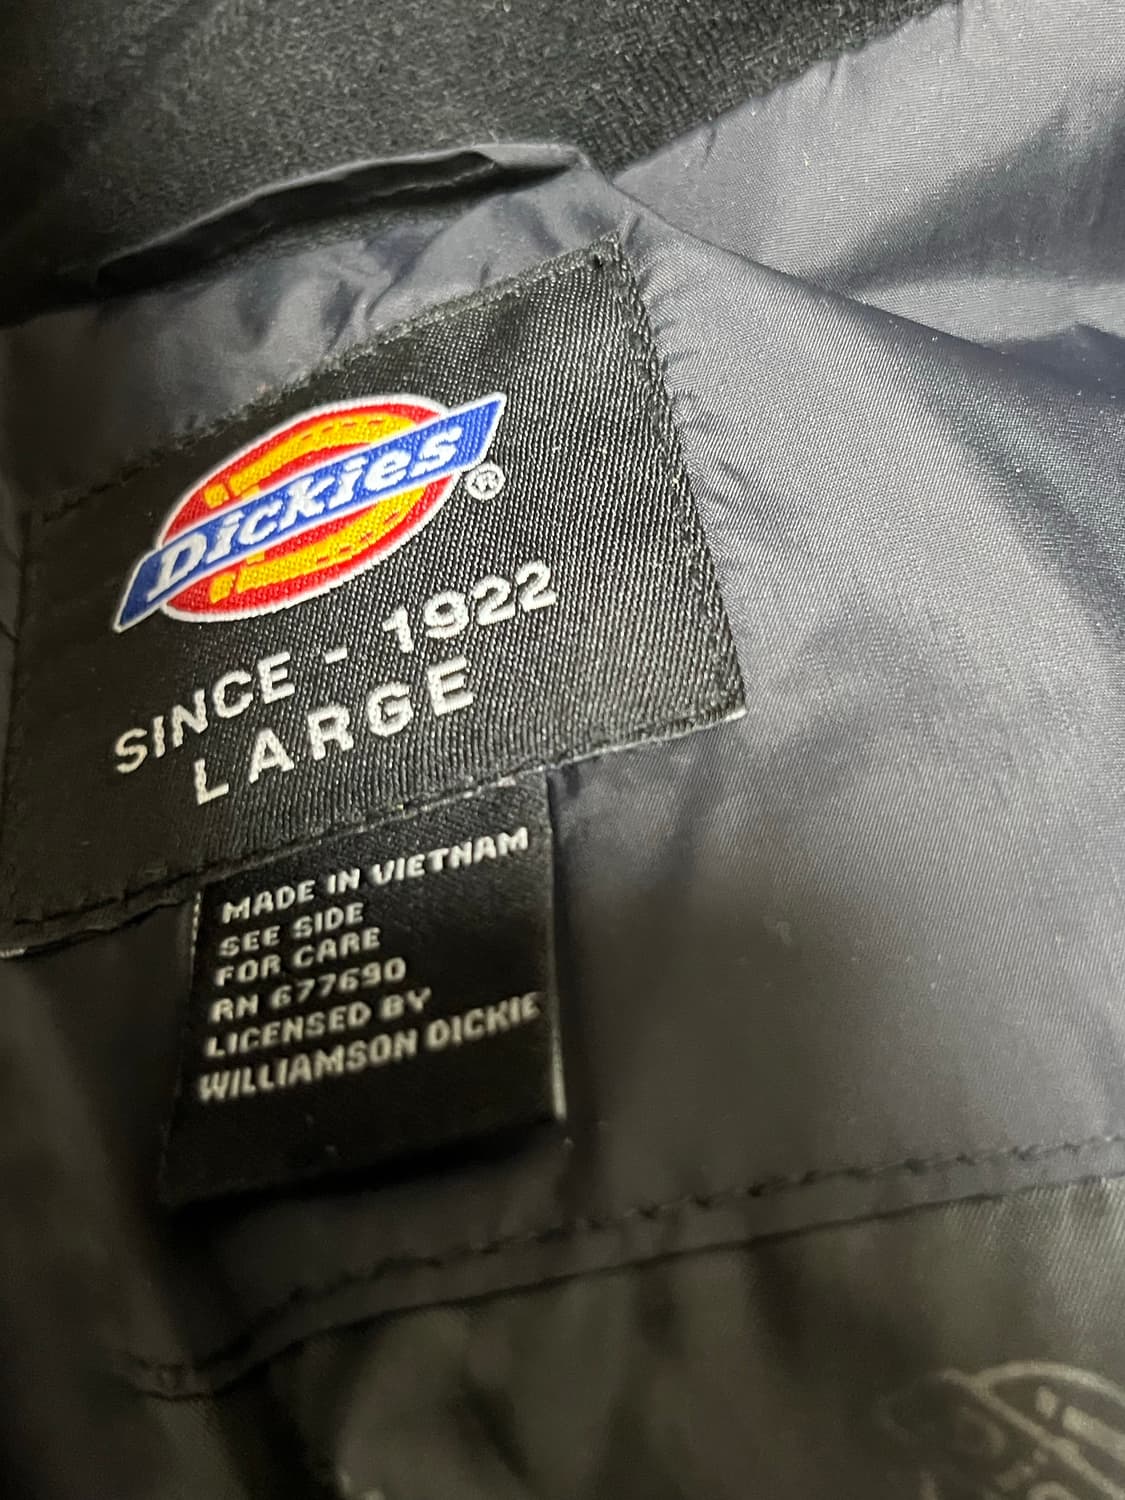 Dickies®
SINCE - 1922
LARGE
MADE IN VIETNAM
SEE SIDE
FOR CARE
RN 677690
LICENSED BY
WILLIAMSON DICKIE